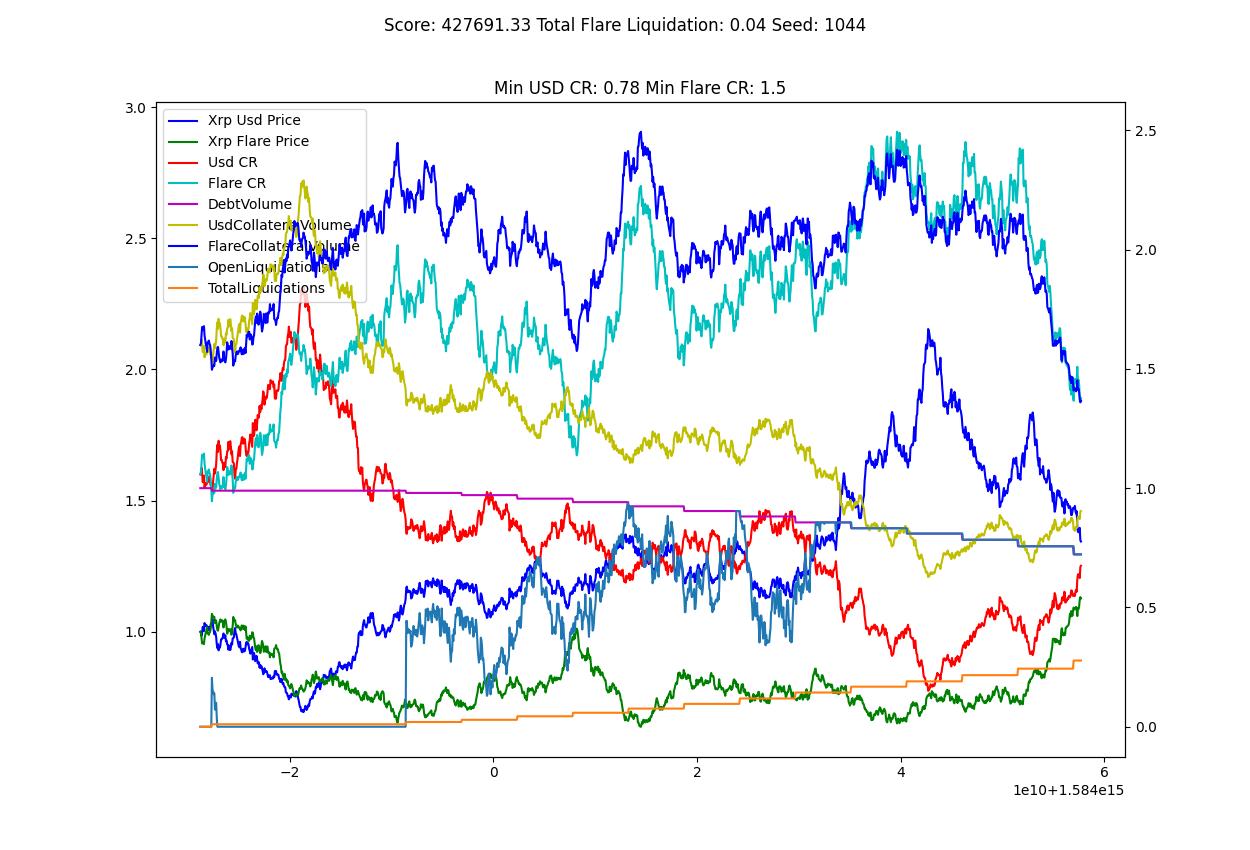 Score: 427691.33 Total Flare Liquidation: 0.04 Seed: 1044
Min USD CR: 0.78 Min Flare CR: 1.5
Xrp Usd Price
Xrp Flare Price
Usd CR
Flare CR
DebtVolume
UsdCollateralVolume
FlareCollateralVolume
OpenLiquidations
TotalLiquidations
3.0
2.5
2.0
1.5
1.0
2.5
2.0
1.5
1.0
0.5
0.0
−2
0
2
4
6
1e10+1.584e15